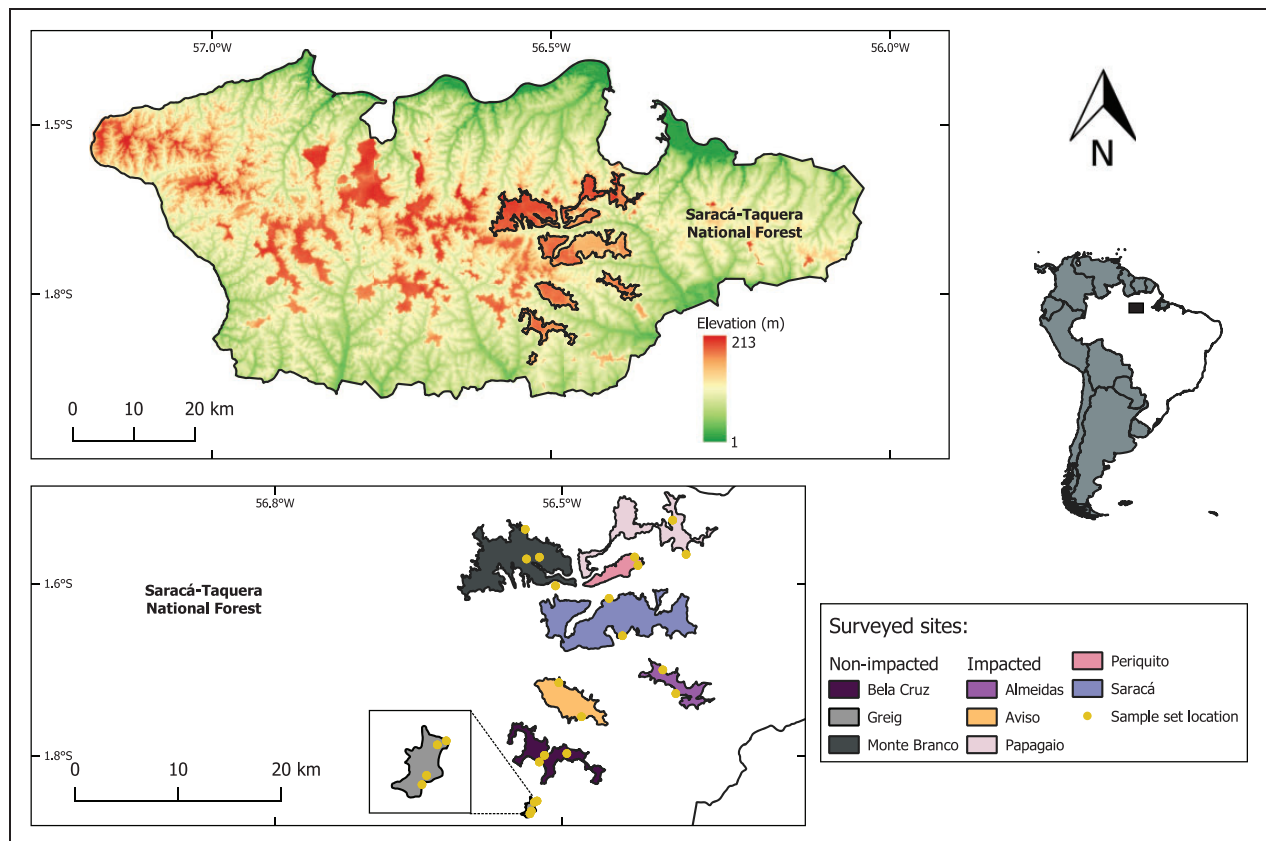 57.0°W
56.5°W
56.0°W
1.5°S
1.8°S
Saracá-Taquera
National Forest
Elevation (m)
213
1
0 10 20 km
N
56.8°W
56.5°W
1.6°S
1.8°S
Saracá-Taquera
National Forest
0 10 20 km
Surveyed sites:
Non-impacted
Bela Cruz
Greig
Monte Branco
Impacted
Almeidas
Aviso
Papagaio
Periquito
Saracá
Sample set location